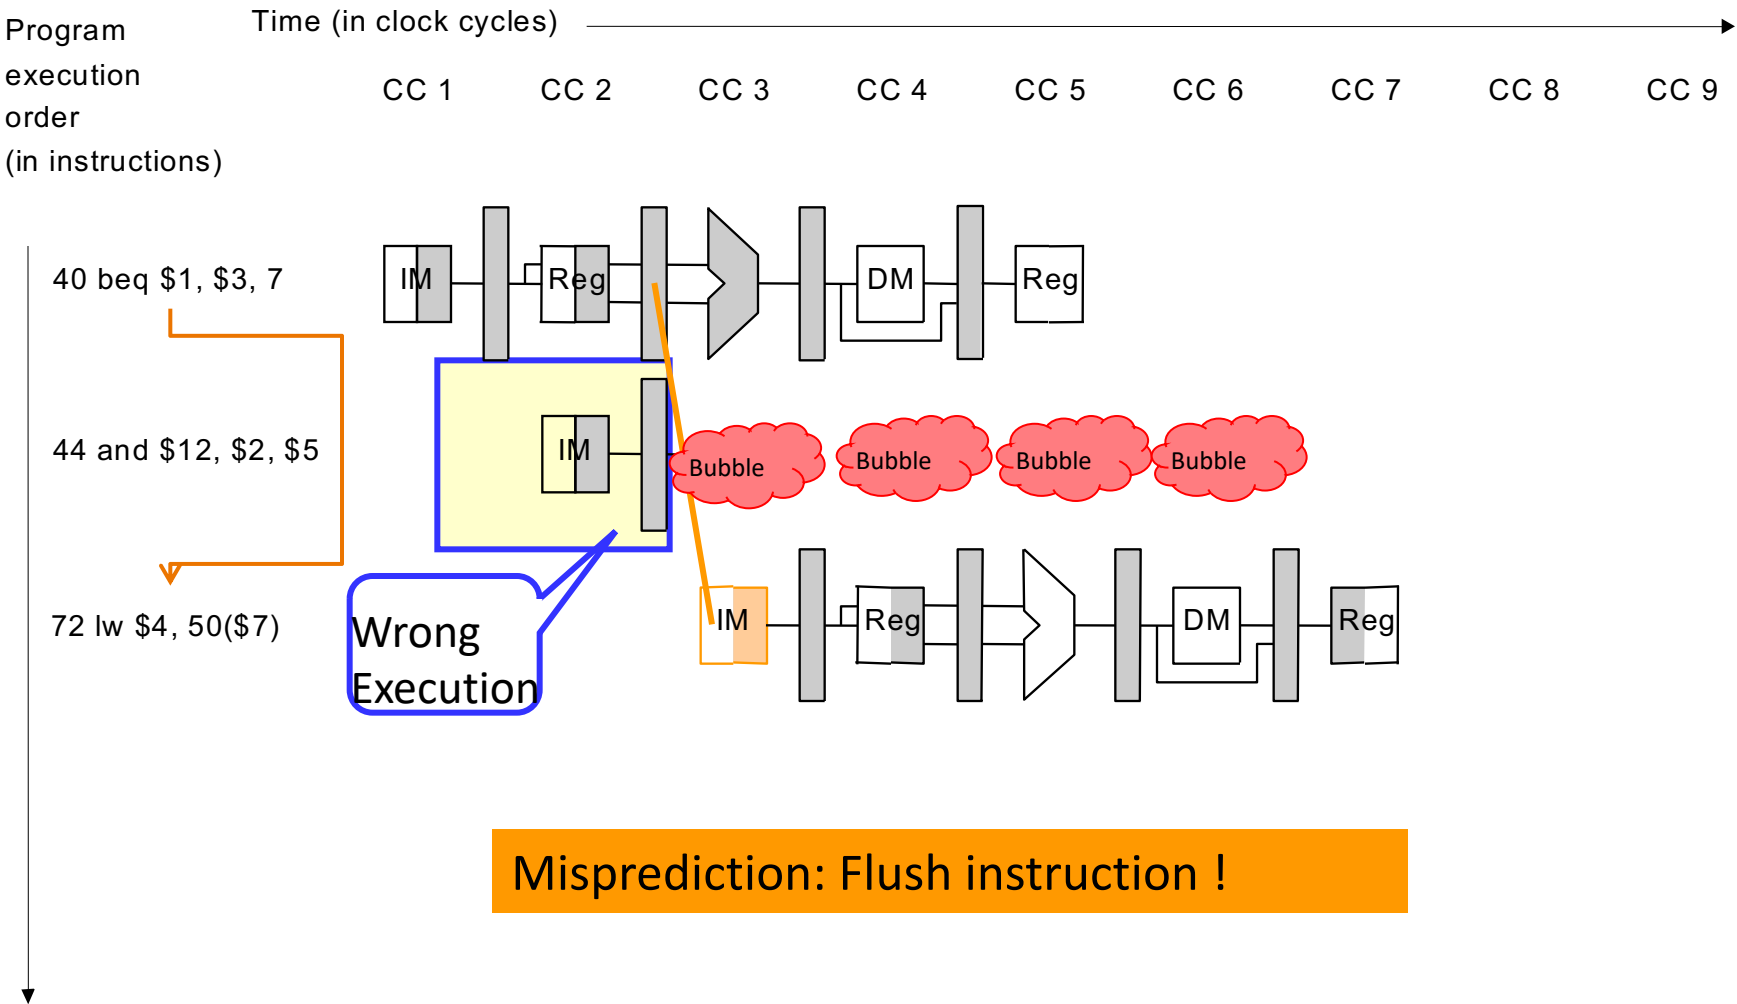 Program
execution
order
(in instructions)
Time (in clock cycles)
CC 1 CC 2 CC 3 CC 4 CC 5 CC 6 CC 7 CC 8 CC 9
40 beq $1, $3, 7
IM Reg DM Reg
44 and $12, $2, $5
IM Bubble Bubble Bubble Bubble
72 lw $4, 50($7)
IM Reg DM Reg
Wrong
Execution
Misprediction: Flush instruction !